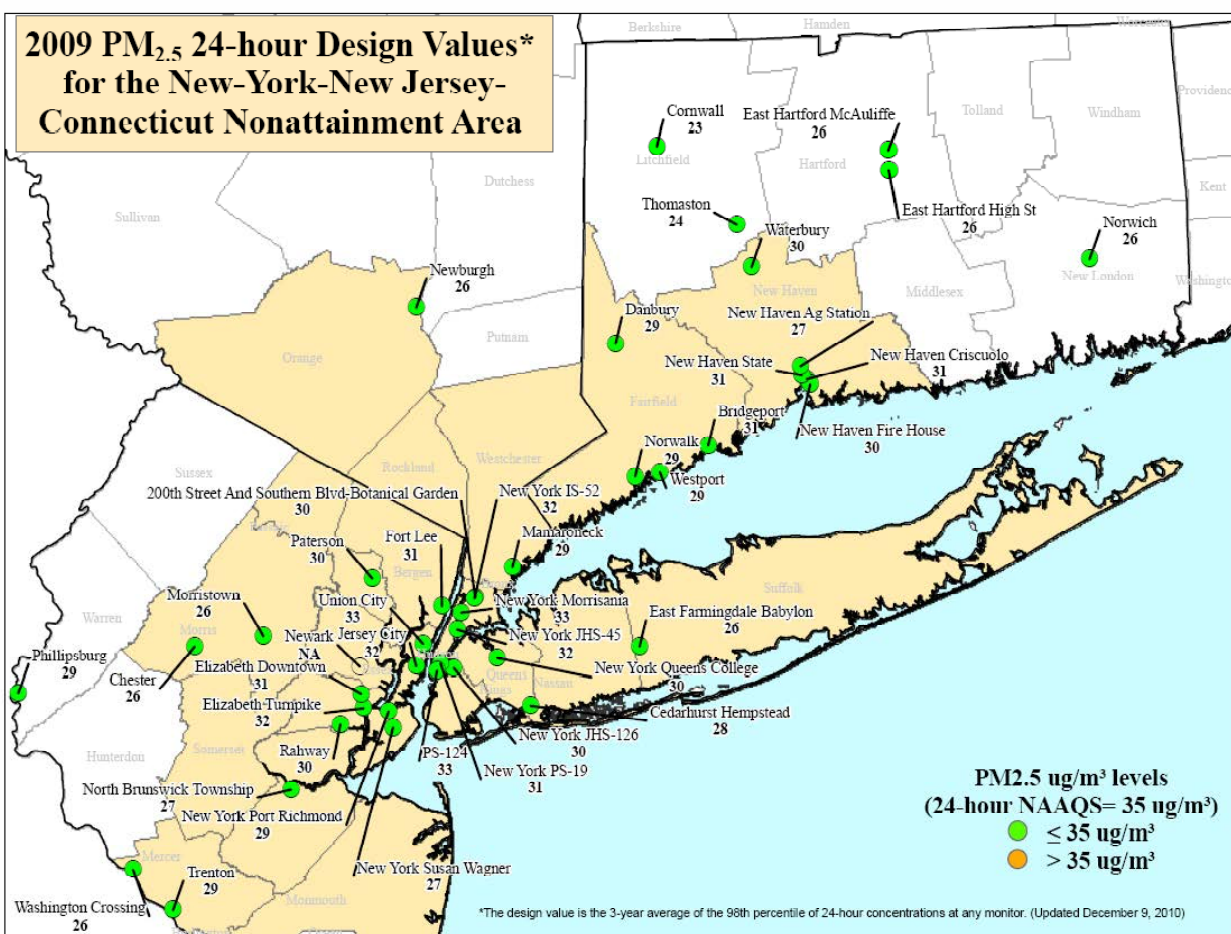 2009 PM2.5 24-hour Design Values*
for the New-York-New Jersey-
Connecticut Nonattainment Area
Berkshire
Hamden
Worcester
Cornwall
23
Litchfield
East Hartford McAuliffe
26
Hartford
Tolland
Windham
Providenc
Kent
Dutchess
Sullivan
Thomaston
24
East Hartford High St
26
Waterbury
30
Norwich
26
New London
Washington
Middlesex
New Haven
Newburgh
26
Putnam
Orange
Danbury
29
New Haven Ag Station
27
New Haven State
31
New Haven Criscuolo
31
Fairfield
Bridgeport
31
New Haven Fire House
30
Norwalk
29
Westport
29
Rockland
Westchester
Sussex
200th Street And Southern Blvd-Botanical Garden
30
New York IS-52
32
Mamaroneck
29
Paterson
30
Fort Lee
31
Bergen
Suffolk
Union City
33
New York Morrisania
33
East Farmingdale Babylon
26
Morristown
26
Morris
Warren
Newark
NA
Jersey City
32
New York JHS-45
32
Phillipsburg
29
Chester
26
Elizabeth Downtown
31
New York Queens College
30
Queens
Kings
Nassau
Elizabeth Turnpike
32
Cedarhurst Hempstead
28
Somerset
Hunterdon
Rahway
30
PS-124
33
New York JHS-126
30
New York PS-19
31
North Brunswick Township
27
New York Port Richmond
29
New York Susan Wagner
27
Mercer
Trenton
29
Monmouth
Washington Crossing
26
PM2.5 ug/m³ levels
(24-hour NAAQS= 35 ug/m³)
≤ 35 ug/m³
> 35 ug/m³
*The design value is the 3-year average of the 98th percentile of 24-hour concentrations at any monitor. (Updated December 9, 2010)